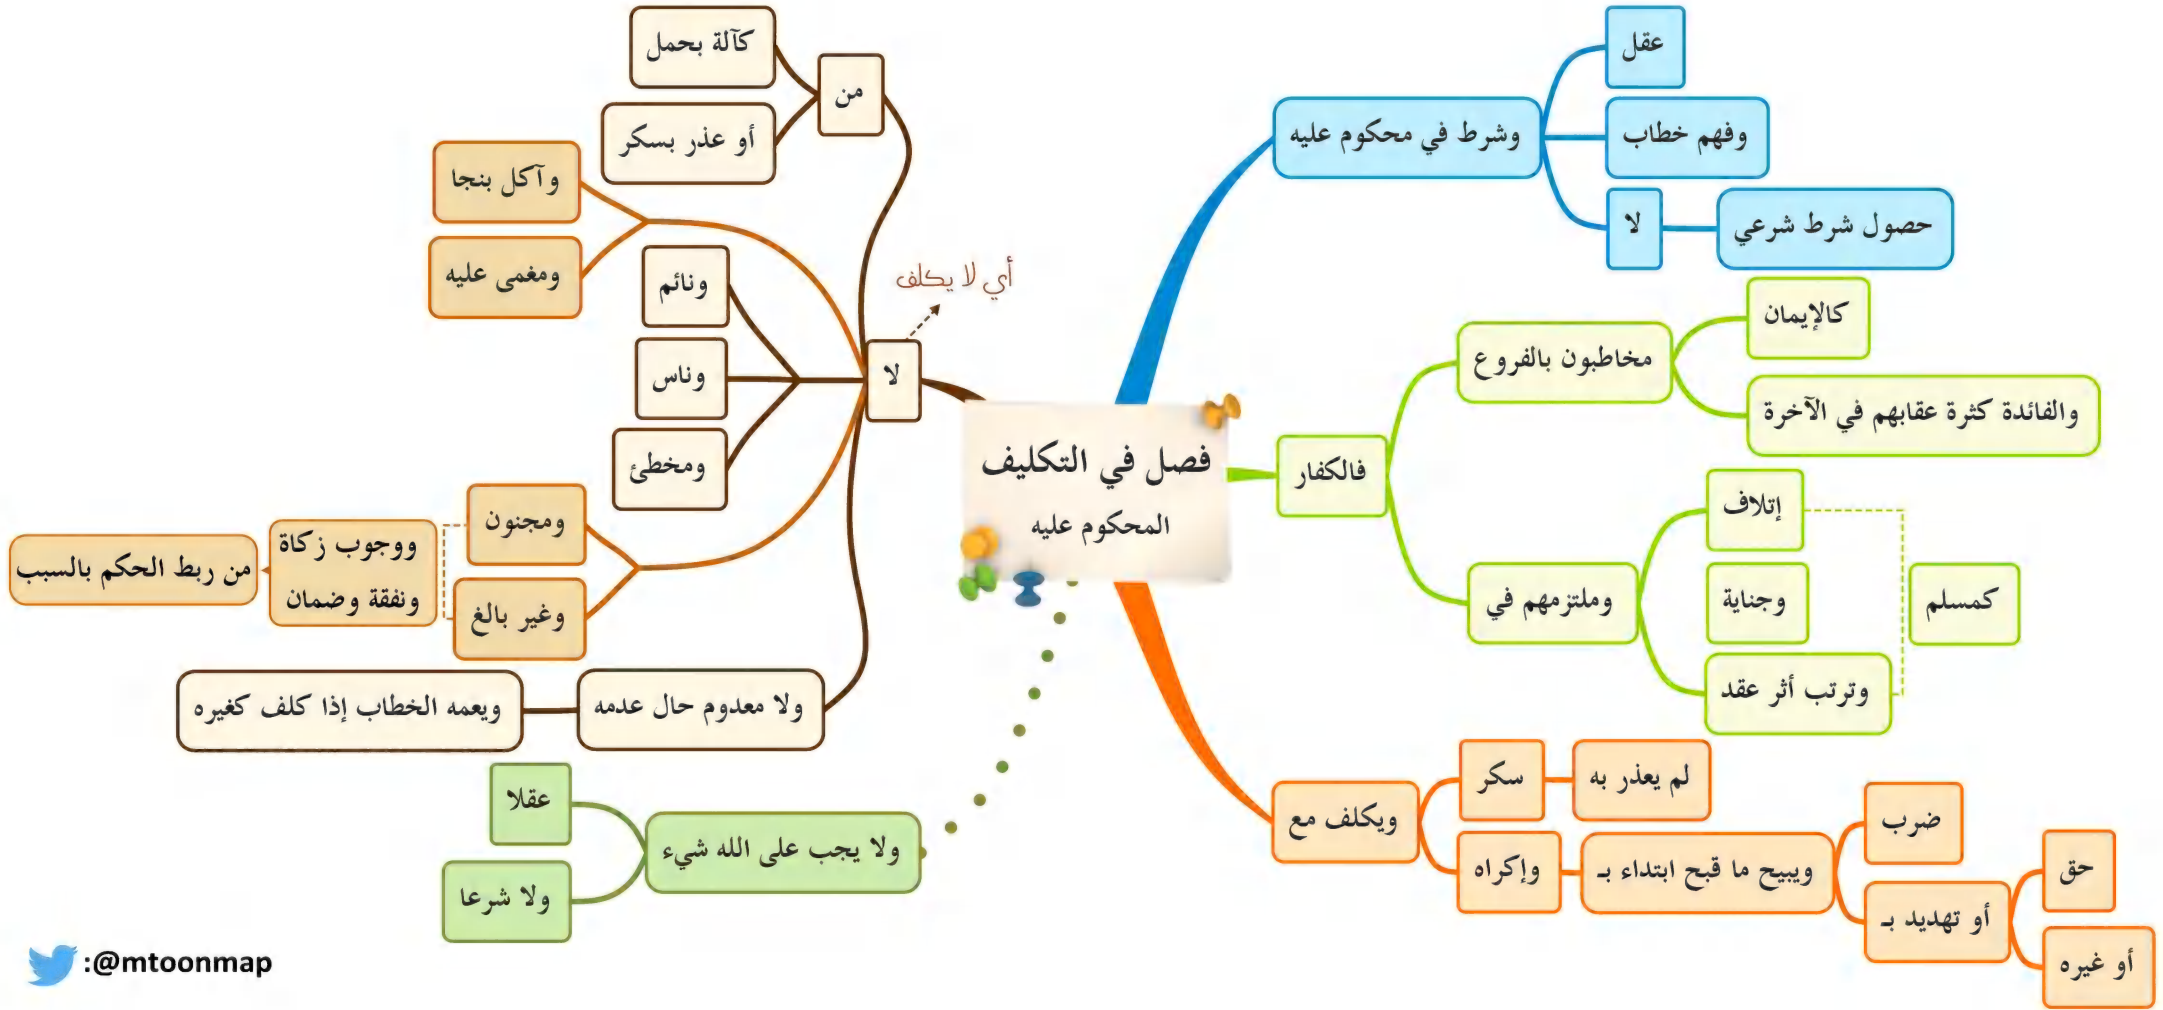 فصل في التكليف
المحكوم عليه
وشرط في محكوم عليه
عقل
وفهم خطاب
لا
حصول شرط شرعي
فالكفار
مخاطبون بالفروع
كالإيمان
والفائدة كثرة عقابهم في الآخرة
وملتزمهم في
إتلاف
وجناية
وترتب أثر عقد
كمسلم
ويكلف مع
سكر
لم يعذر به
وإكراه
ويبيح ما قبح ابتداء بـ
ضرب
أو تهديد بـ
حق
أو غيره
لا
أي لا يكلف
من
كآلة بحمل
أو عذر بسكر
وآكل بنجا
ومغمى عليه
ونائم
وناس
ومخطئ
ومجنون
وغير بالغ
ووجوب زكاة
ونفقة وضمان
من ربط الحكم بالسبب
ولا معدوم حال عدمه
ويعمه الخطاب إذا كلف كغيره
ولا يجب على الله شيء
عقلا
ولا شرعا
:@mtoonmap